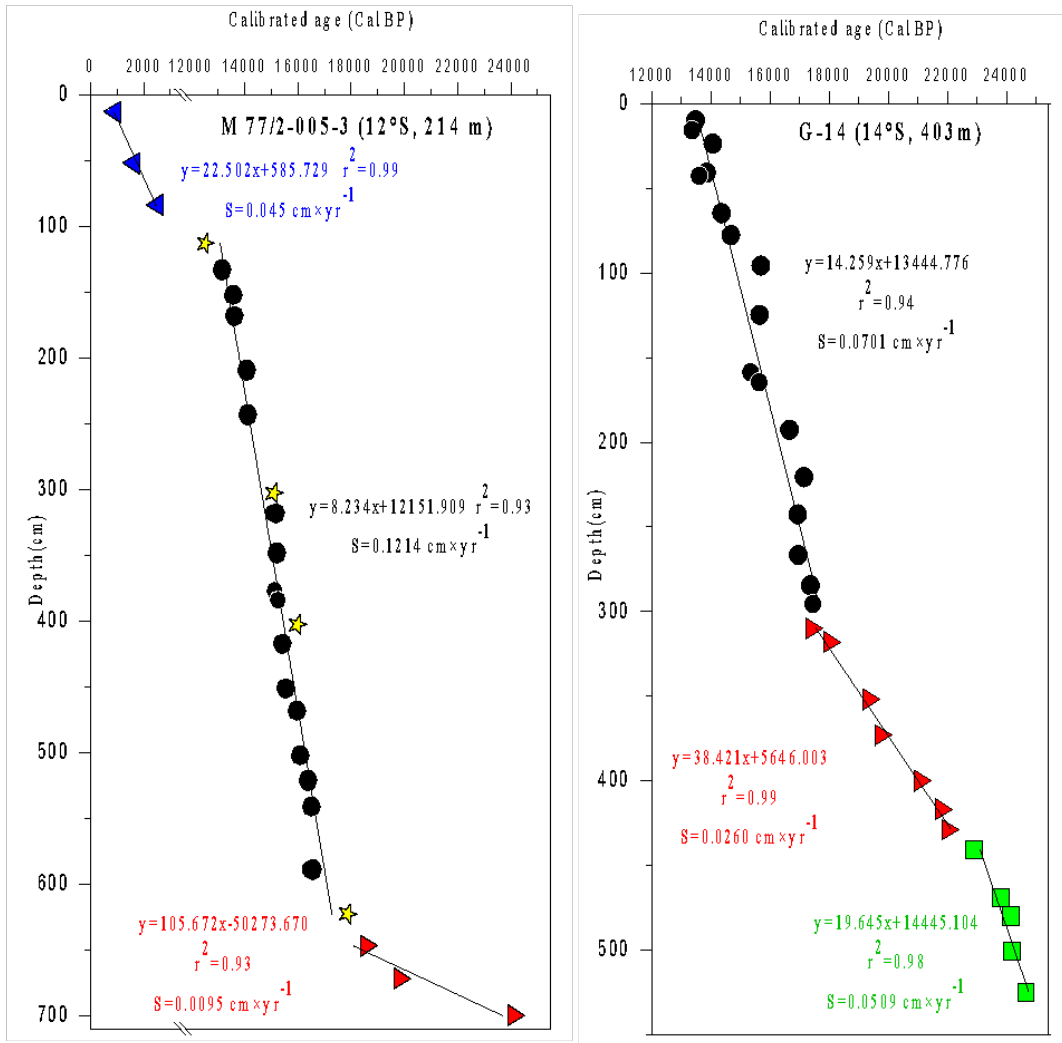 Calibrated age (Cal BP)
0 2000 12000 14000 16000 18000 20000 22000 24000
0
100
200
300
400
500
600
700
Depth(cm)
M 77/2-005-3 (12°S, 214 m)
y=22.502x+585.729 r²=0.99
S=0.045 cm×yr⁻¹
y=8.234x+12151.909 r²=0.93
S=0.1214 cm×yr⁻¹
y=105.672x-50273.670
r²=0.93
S=0.0095 cm×yr⁻¹
Calibrated age (Cal BP)
12000 14000 16000 18000 20000 22000 24000
0
100
200
300
400
500
Depth(cm)
G-14 (14°S, 403m)
y=14.259x+13444.776
r²=0.94
S=0.0701 cm×yr⁻¹
y=38.421x+5646.003
r²=0.99
S=0.0260 cm×yr⁻¹
y=19.645x+14445.104
r²=0.98
S=0.0509 cm×yr⁻¹